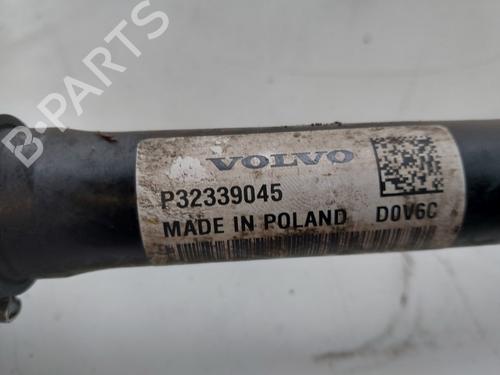 B-PARTS
VOLVO
P32339045
MADE IN POLAND D0V6C